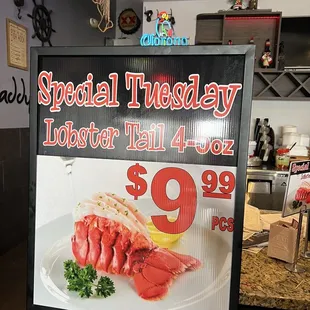 Special Tuesday
Lobster Tail 4-5oz
$9.99
PCS